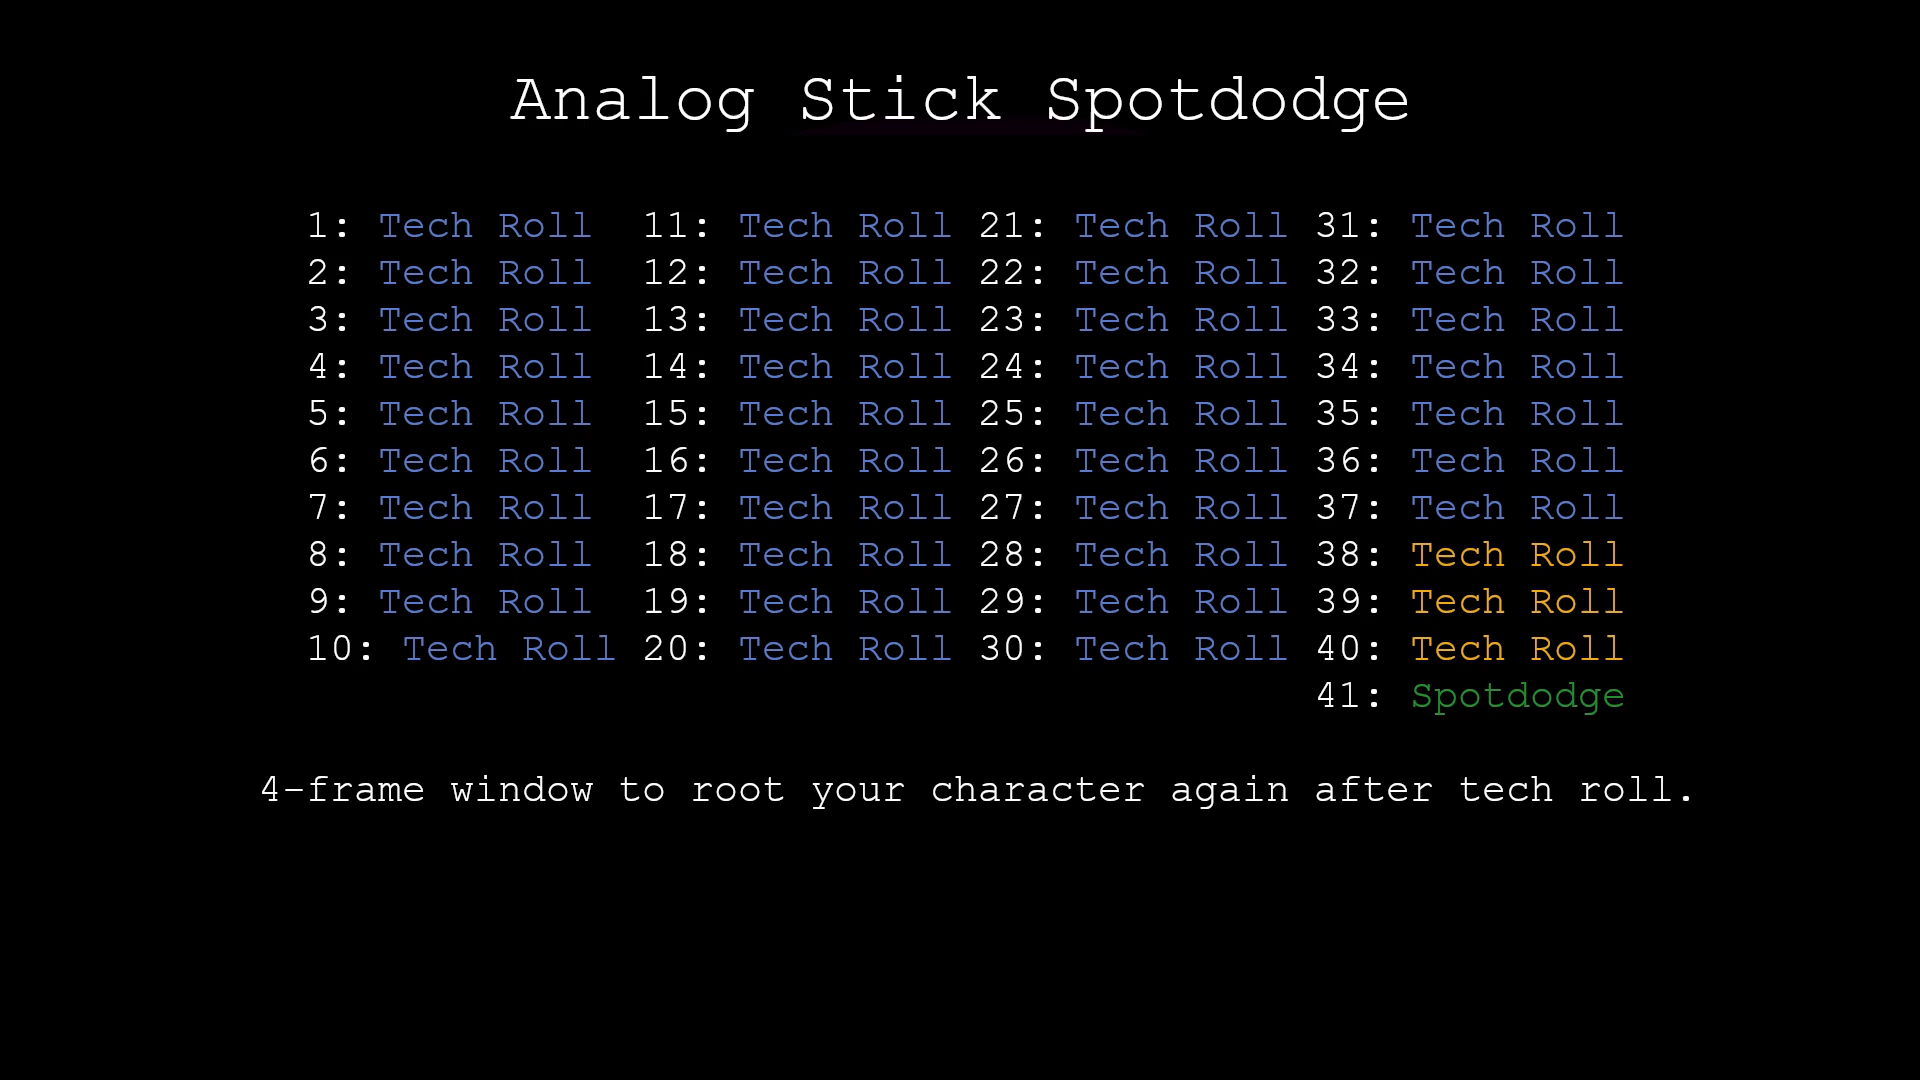 Analog Stick Spotdodge
1: Tech Roll 11: Tech Roll 21: Tech Roll 31: Tech Roll
2: Tech Roll 12: Tech Roll 22: Tech Roll 32: Tech Roll
3: Tech Roll 13: Tech Roll 23: Tech Roll 33: Tech Roll
4: Tech Roll 14: Tech Roll 24: Tech Roll 34: Tech Roll
5: Tech Roll 15: Tech Roll 25: Tech Roll 35: Tech Roll
6: Tech Roll 16: Tech Roll 26: Tech Roll 36: Tech Roll
7: Tech Roll 17: Tech Roll 27: Tech Roll 37: Tech Roll
8: Tech Roll 18: Tech Roll 28: Tech Roll 38: Tech Roll
9: Tech Roll 19: Tech Roll 29: Tech Roll 39: Tech Roll
10: Tech Roll 20: Tech Roll 30: Tech Roll 40: Tech Roll
41: Spotdodge
4-frame window to root your character again after tech roll.